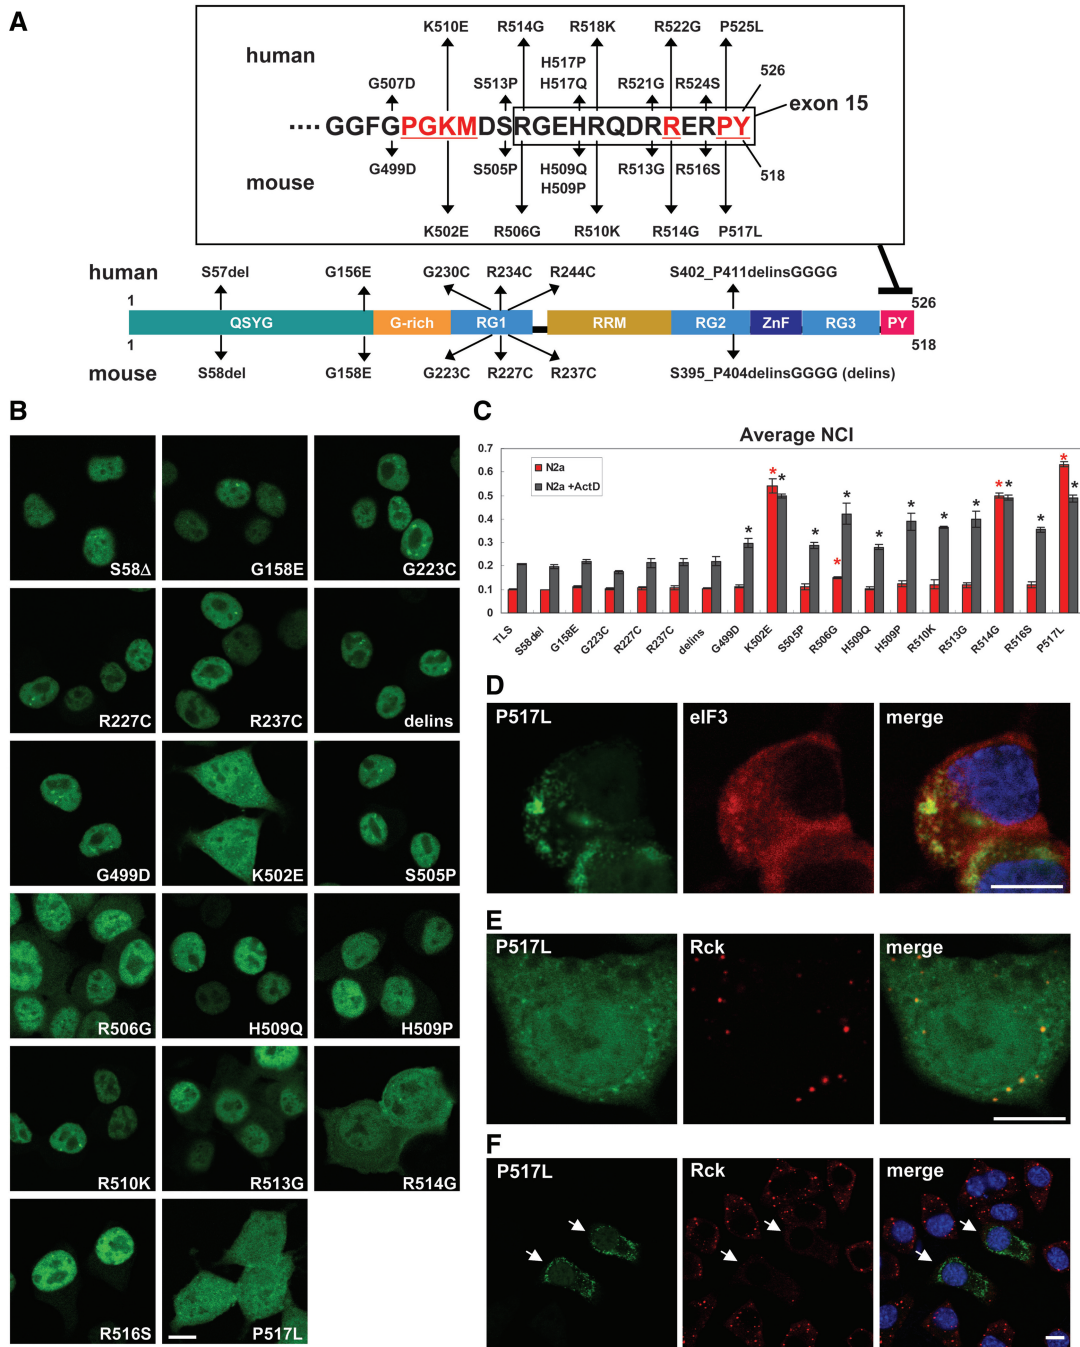 A
K510E R514G R518K R522G P525L
human
H517P
G507D S513P H517Q R521G R524S 526
exon 15
····GGFGPGKMDSRGEHRQDRRERPY
G499D S505P H509Q R513G R516S 518
mouse H509P
K502E R506G R510K R514G P517L
human S57del G156E G230C R234C R244C S402_P411delinsGGGG
1 526
QSYG G-rich RG1 RRM RG2 ZnF RG3 PY
1 518
mouse S58del G158E G223C R227C R237C S395_P404delinsGGGG (delins)
B
S58Δ G158E G223C
R227C R237C delins
G499D K502E S505P
R506G H509Q H509P
R510K R513G R514G
R516S P517L
C
Average NCI
0.7
0.6
0.5
0.4
0.3
0.2
0.1
0
N2a
N2a +ActD
* * * * * * * * * * * * * * *
TLS S58del G158E G223C R227C R237C delins G499D K502E S505P R506G H509Q H509P R510K R513G R514G R516S P517L
D
P517L eIF3 merge
E
P517L Rck merge
F
P517L Rck merge